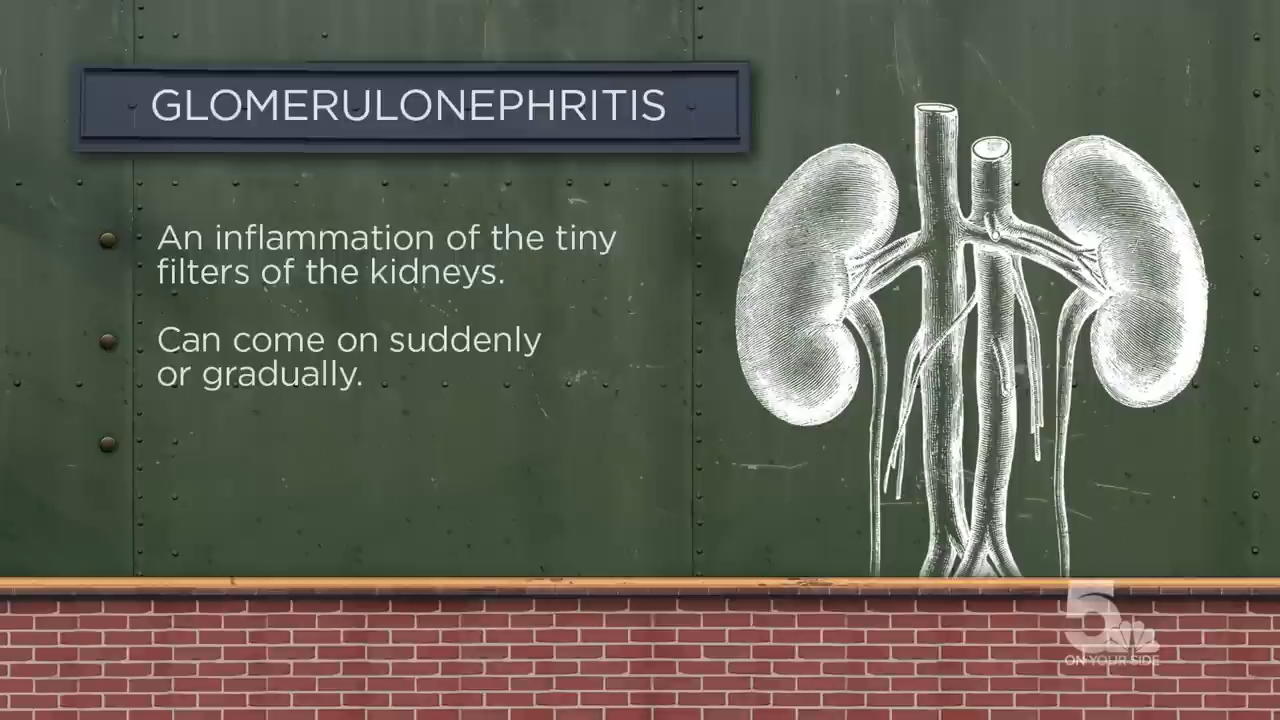 GLOMERULONEPHRITIS
An inflammation of the tiny
filters of the kidneys.
Can come on suddenly
or gradually.
5
ON YOUR SIDE